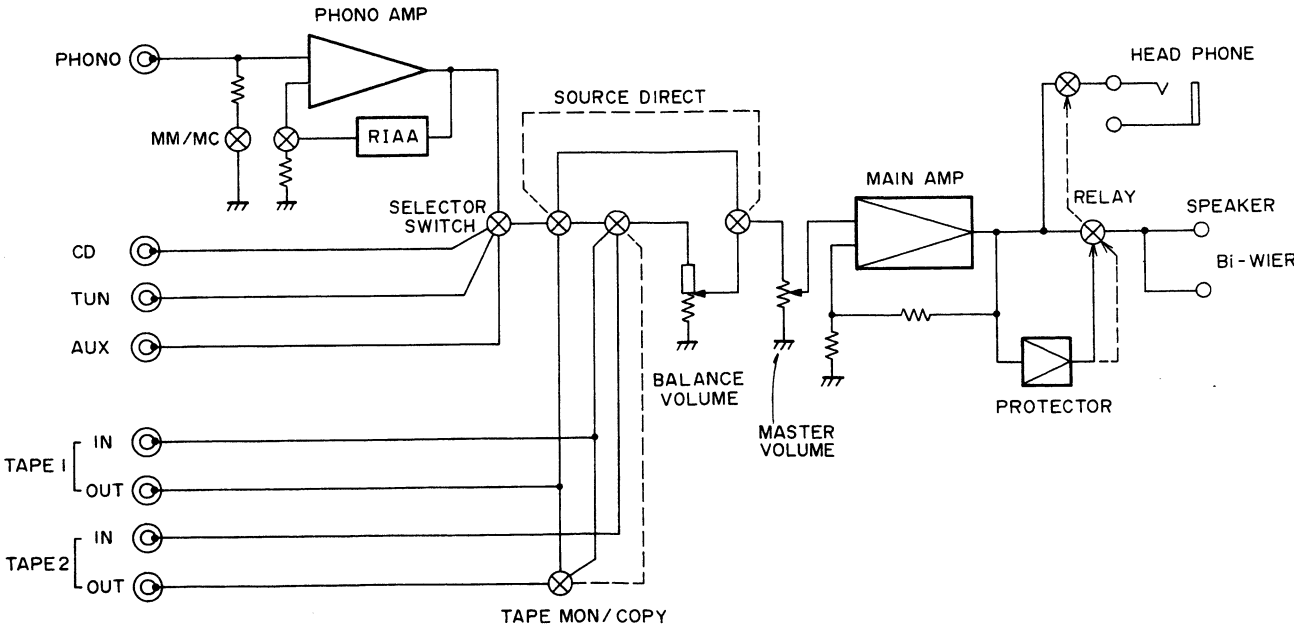 PHONO AMP
PHONO
HEAD PHONE
SOURCE DIRECT
MM/MC
RIAA
MAIN AMP
SELECTOR
SWITCH
RELAY
SPEAKER
CD
Bi-WIER
TUN
AUX
BALANCE
VOLUME
PROTECTOR
MASTER
VOLUME
IN
TAPE 1
OUT
IN
TAPE 2
OUT
TAPE MON/COPY